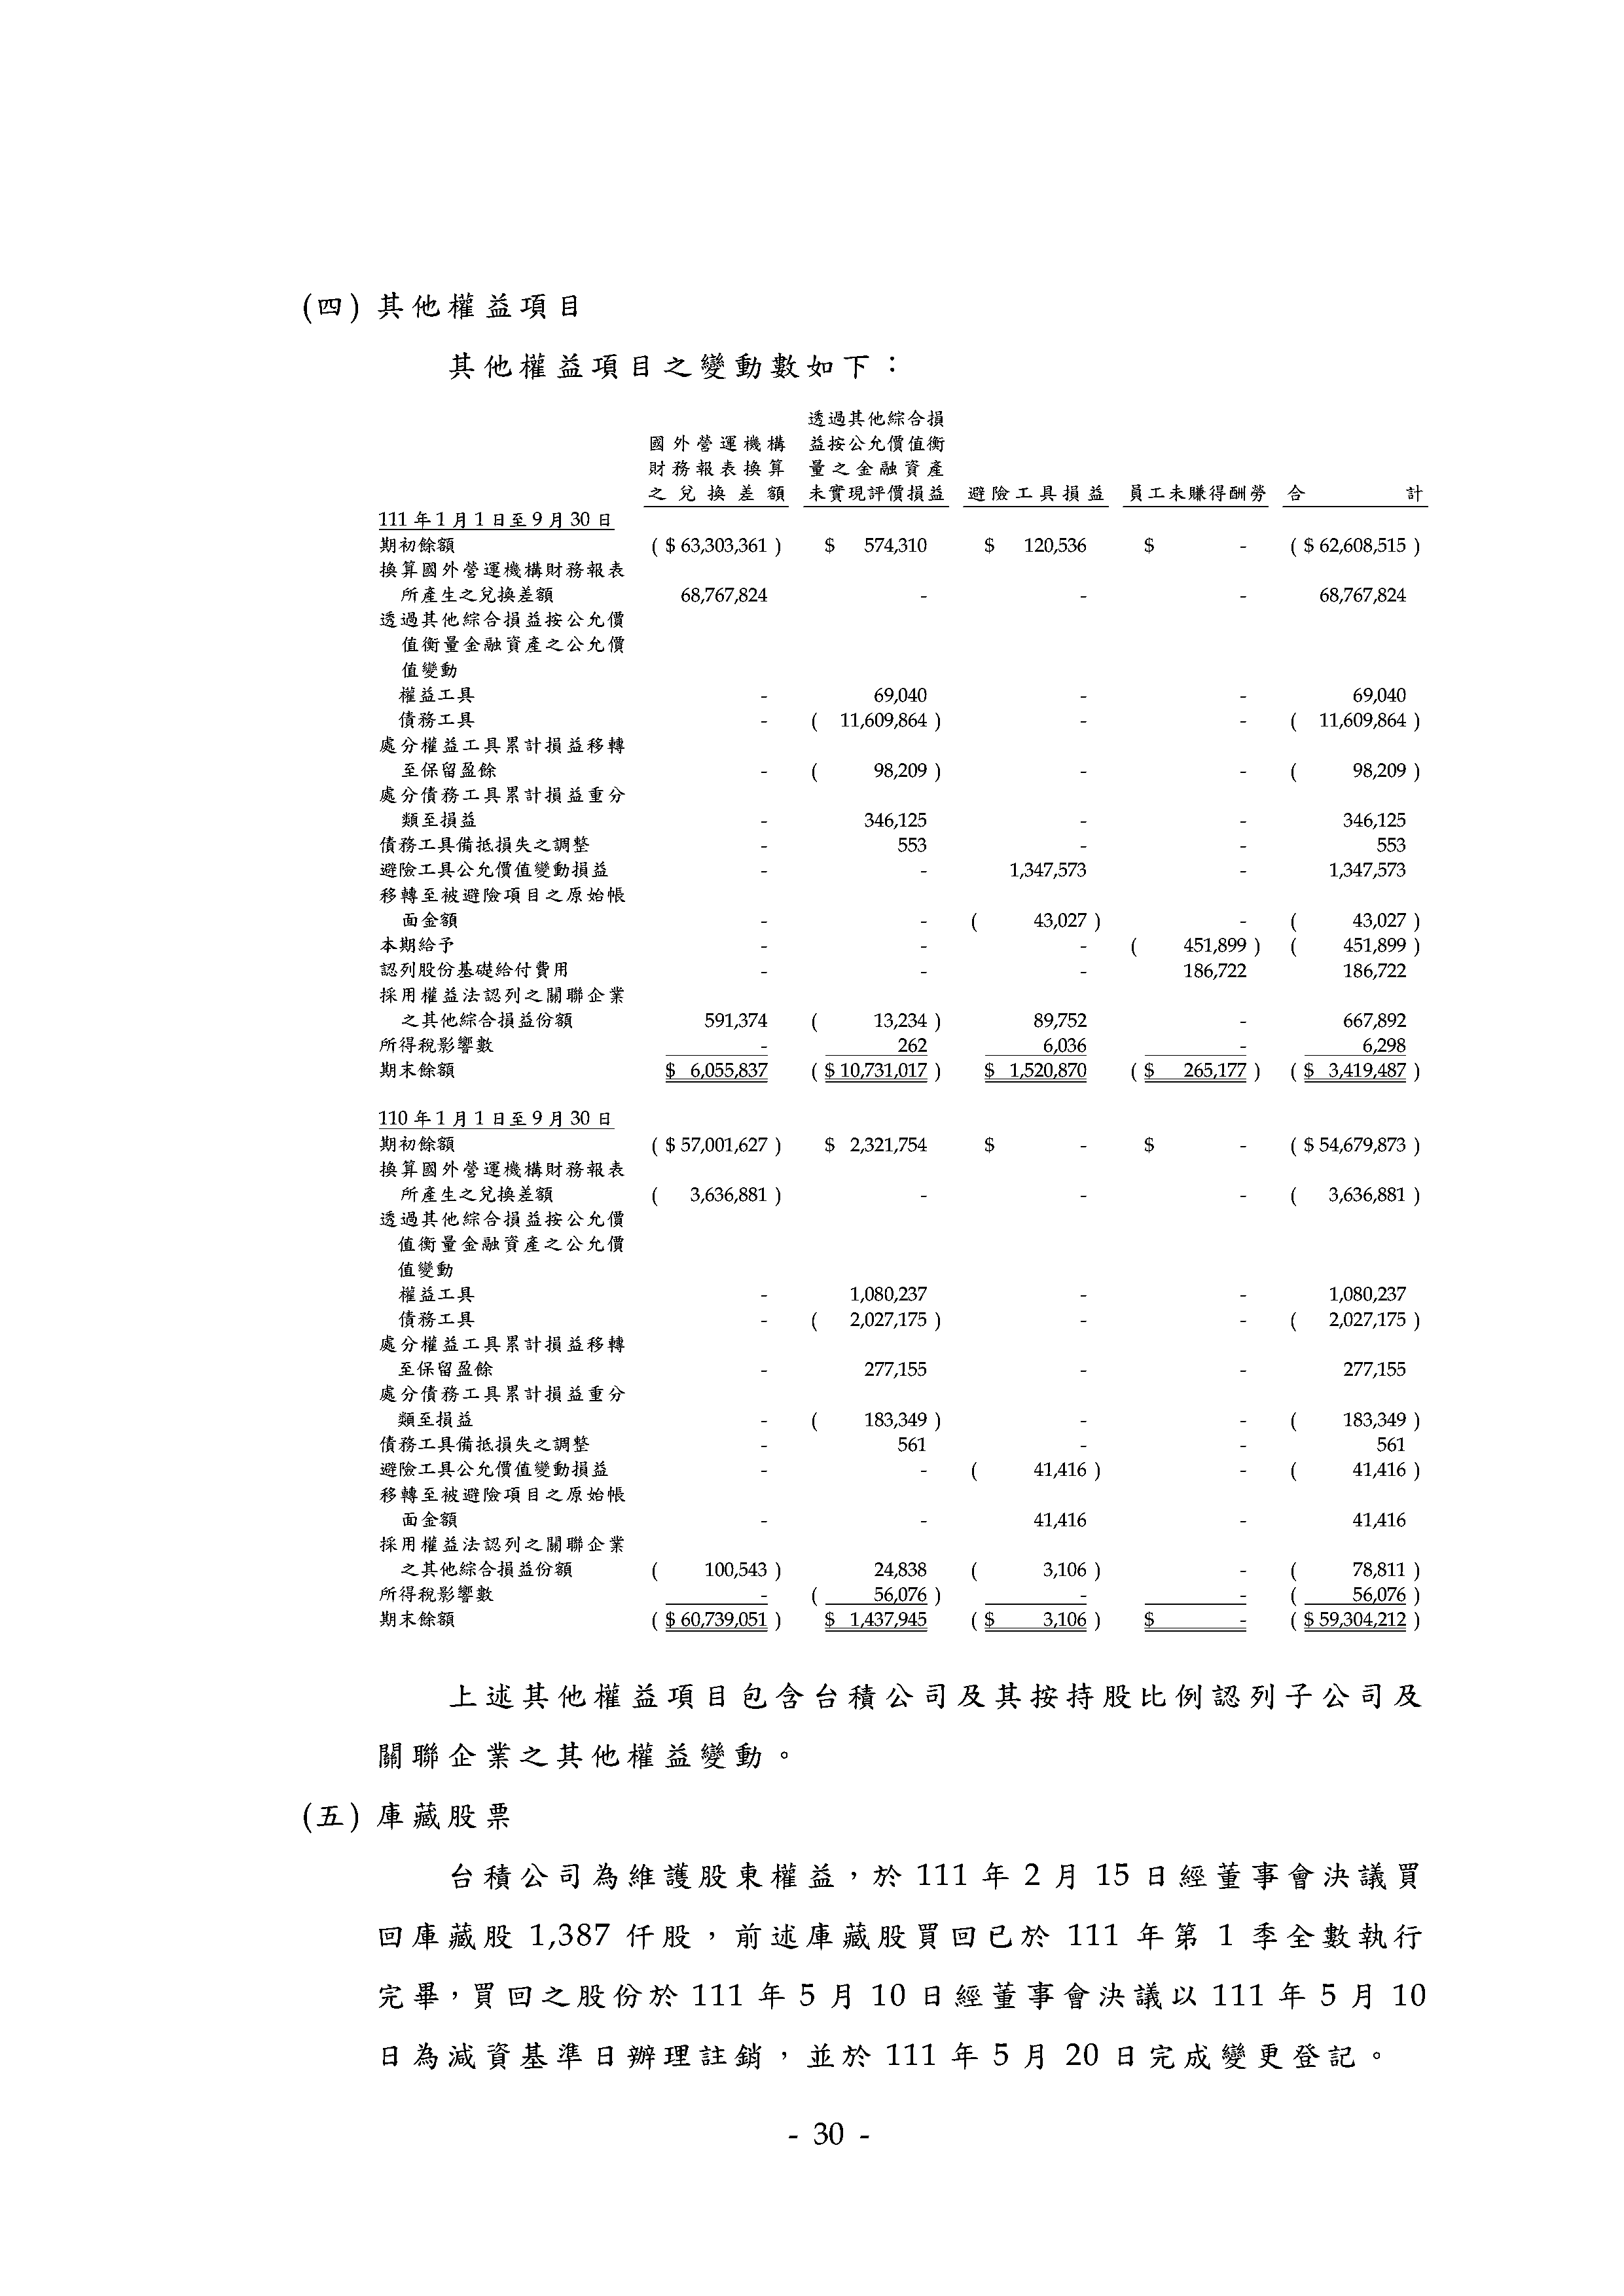 (四) 其他權益項目
其他權益項目之變動數如下：
透過其他綜合損
國外營運機構 益按公允價值衡
財務報表換算 量之金融資產
之兌換差額 未實現評價損益 避險工具損益 員工未賺得酬勞 合計
111年1月1日至9月30日
期初餘額 ($63,303,361) $ 574,310 $ 120,536 $ - ($62,608,515)
換算國外營運機構財務報表
所產生之兌換差額 68,767,824 - - - 68,767,824
透過其他綜合損益按公允價
值衡量金融資產之公允價
值變動
權益工具 - 69,040 - - 69,040
債務工具 - ( 11,609,864) - - ( 11,609,864)
處分權益工具累計損益移轉
至保留盈餘 - ( 98,209) - - ( 98,209)
處分債務工具累計損益重分
類至損益 - 346,125 - - 346,125
債務工具備抵損失之調整 - 553 - - 553
避險工具公允價值變動損益 - - 1,347,573 - 1,347,573
移轉至被避險項目之原始帳
面金額 - - ( 43,027) - ( 43,027)
本期給予 - - - ( 451,899) ( 451,899)
認列股份基礎給付費用 - - - 186,722 186,722
採用權益法認列之關聯企業
之其他綜合損益份額 591,374 ( 13,234) 89,752 - 667,892
所得稅影響數 - 262 6,036 - 6,298
期末餘額 $ 6,055,837 ($10,731,017) $ 1,520,870 ($ 265,177) ($ 3,419,487)
110年1月1日至9月30日
期初餘額 ($57,001,627) $ 2,321,754 $ - $ - ($54,679,873)
換算國外營運機構財務報表
所產生之兌換差額 ( 3,636,881) - - - ( 3,636,881)
透過其他綜合損益按公允價
值衡量金融資產之公允價
值變動
權益工具 - 1,080,237 - - 1,080,237
債務工具 - ( 2,027,175) - - ( 2,027,175)
處分權益工具累計損益移轉
至保留盈餘 - 277,155 - - 277,155
處分債務工具累計損益重分
類至損益 - ( 183,349) - - ( 183,349)
債務工具備抵損失之調整 - 561 - - 561
避險工具公允價值變動損益 - - ( 41,416) - ( 41,416)
移轉至被避險項目之原始帳
面金額 - - 41,416 - 41,416
採用權益法認列之關聯企業
之其他綜合損益份額 ( 100,543) 24,838 ( 3,106) - ( 78,811)
所得稅影響數 - ( 56,076) - - ( 56,076)
期末餘額 ($60,739,051) $ 1,437,945 ($ 3,106) $ - ($59,304,212)
上述其他權益項目包含台積公司及其按持股比例認列子公司及
關聯企業之其他權益變動。
(五) 庫藏股票
台積公司為維護股東權益，於 111 年 2 月 15 日經董事會決議買
回庫藏股 1,387 仟股，前述庫藏股買回已於 111 年第 1 季全數執行
完畢，買回之股份於 111 年 5 月 10 日經董事會決議以 111 年 5 月 10
日為減資基準日辦理註銷，並於 111 年 5 月 20 日完成變更登記。
- 30 -